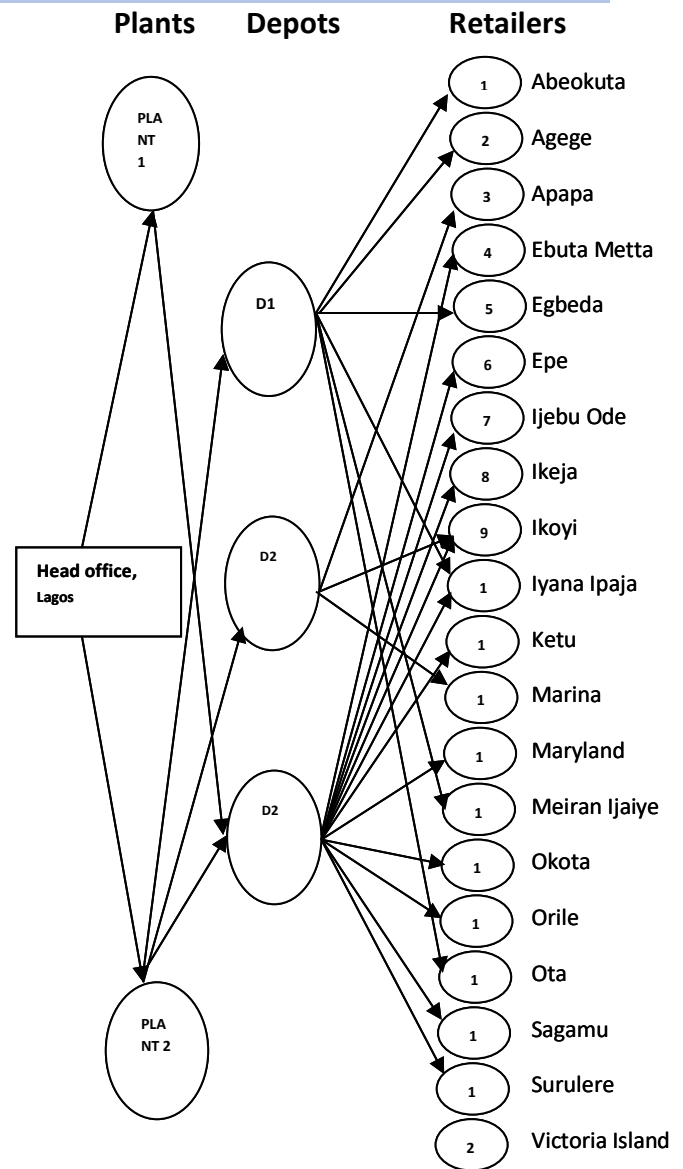 Plants Depots Retailers
1 Abeokuta
PLA
NT
1
2 Agege
3 Apapa
4 Ebuta Metta
D1
5 Egbeda
6 Epe
7 Ijebu Ode
8 Ikeja
9 Ikoyi
D2
Head office,
Lagos
1 Iyana Ipaja
1 Ketu
1 Marina
1 Maryland
D2
1 Meiran Ijaiye
1 Okota
1 Orile
1 Ota
PLA
NT 2
1 Sagamu
1 Surulere
2 Victoria Island